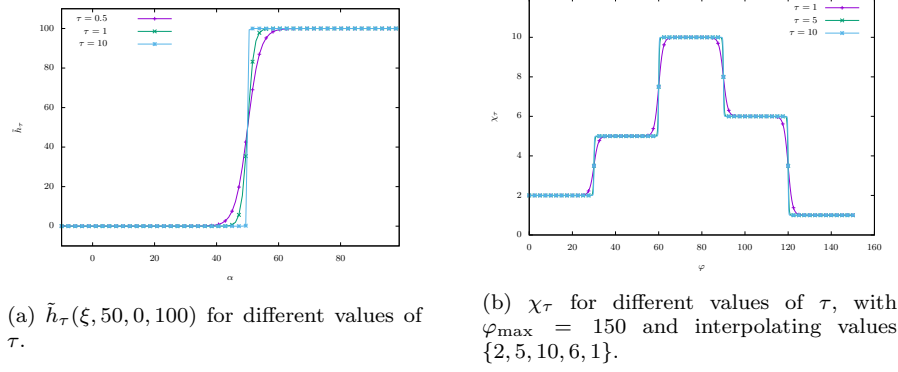 τ = 0.5
τ = 1
τ = 10
100
80
60
40
20
0
h̃τ
0
20
40
60
80
α
τ = 1
τ = 5
τ = 10
10
8
6
4
2
0
χτ
0
20
40
60
80
100
120
140
160
φ
(a) h̃τ(ξ, 50, 0, 100) for different values of
τ.
(b) χτ for different values of τ, with
φmax = 150 and interpolating values
{2, 5, 10, 6, 1}.